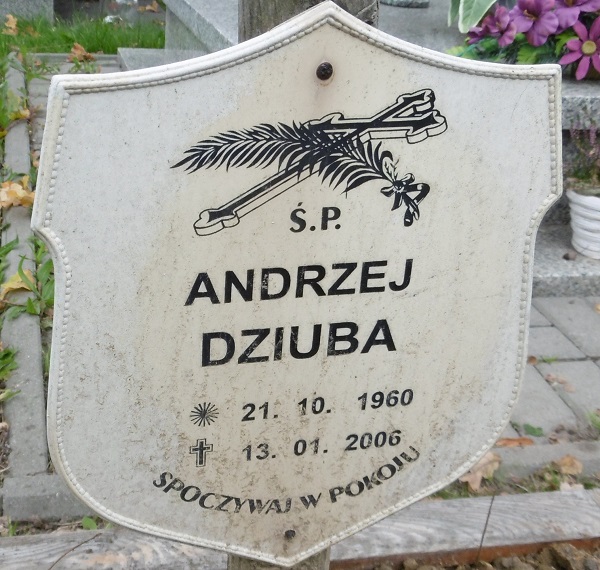 Ś.P.
ANDRZEJ
DZIUBA
21. 10. 1960
13. 01. 2006
SPOCZYWAJ W POKOJU